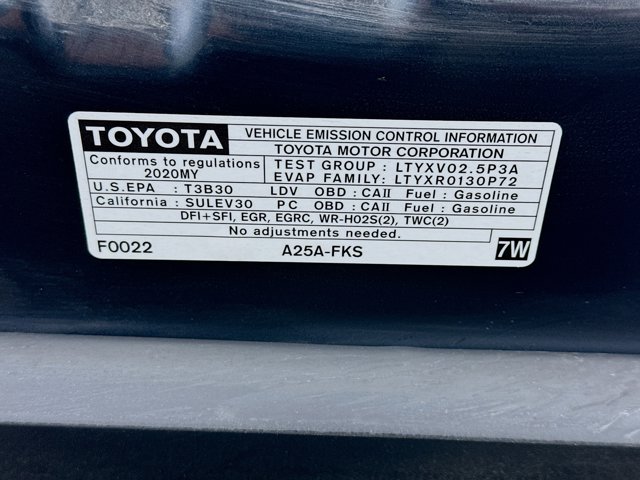 TOYOTA
VEHICLE EMISSION CONTROL INFORMATION
TOYOTA MOTOR CORPORATION
Conforms to regulations
2020MY
TEST GROUP : LTYXV02.5P3A
EVAP FAMILY: LTYXR0130P72
U.S.EPA : T3B30 LDV OBD : CAII Fuel : Gasoline
California : SULEV30 PC OBD : CAII Fuel : Gasoline
DFI+SFI, EGR, EGRC, WR-HO2S(2), TWC(2)
No adjustments needed.
F0022 A25A-FKS 7W